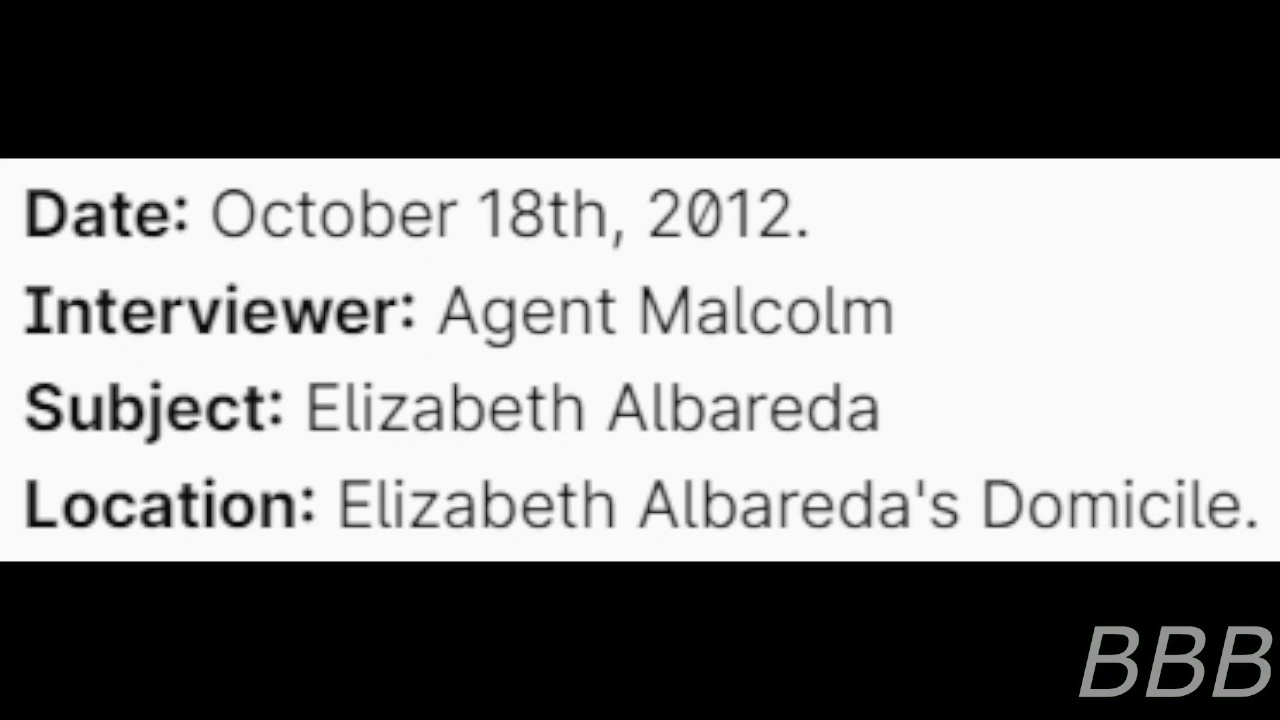 Date: October 18th, 2012.
Interviewer: Agent Malcolm
Subject: Elizabeth Albareda
Location: Elizabeth Albareda's Domicile.
BBB